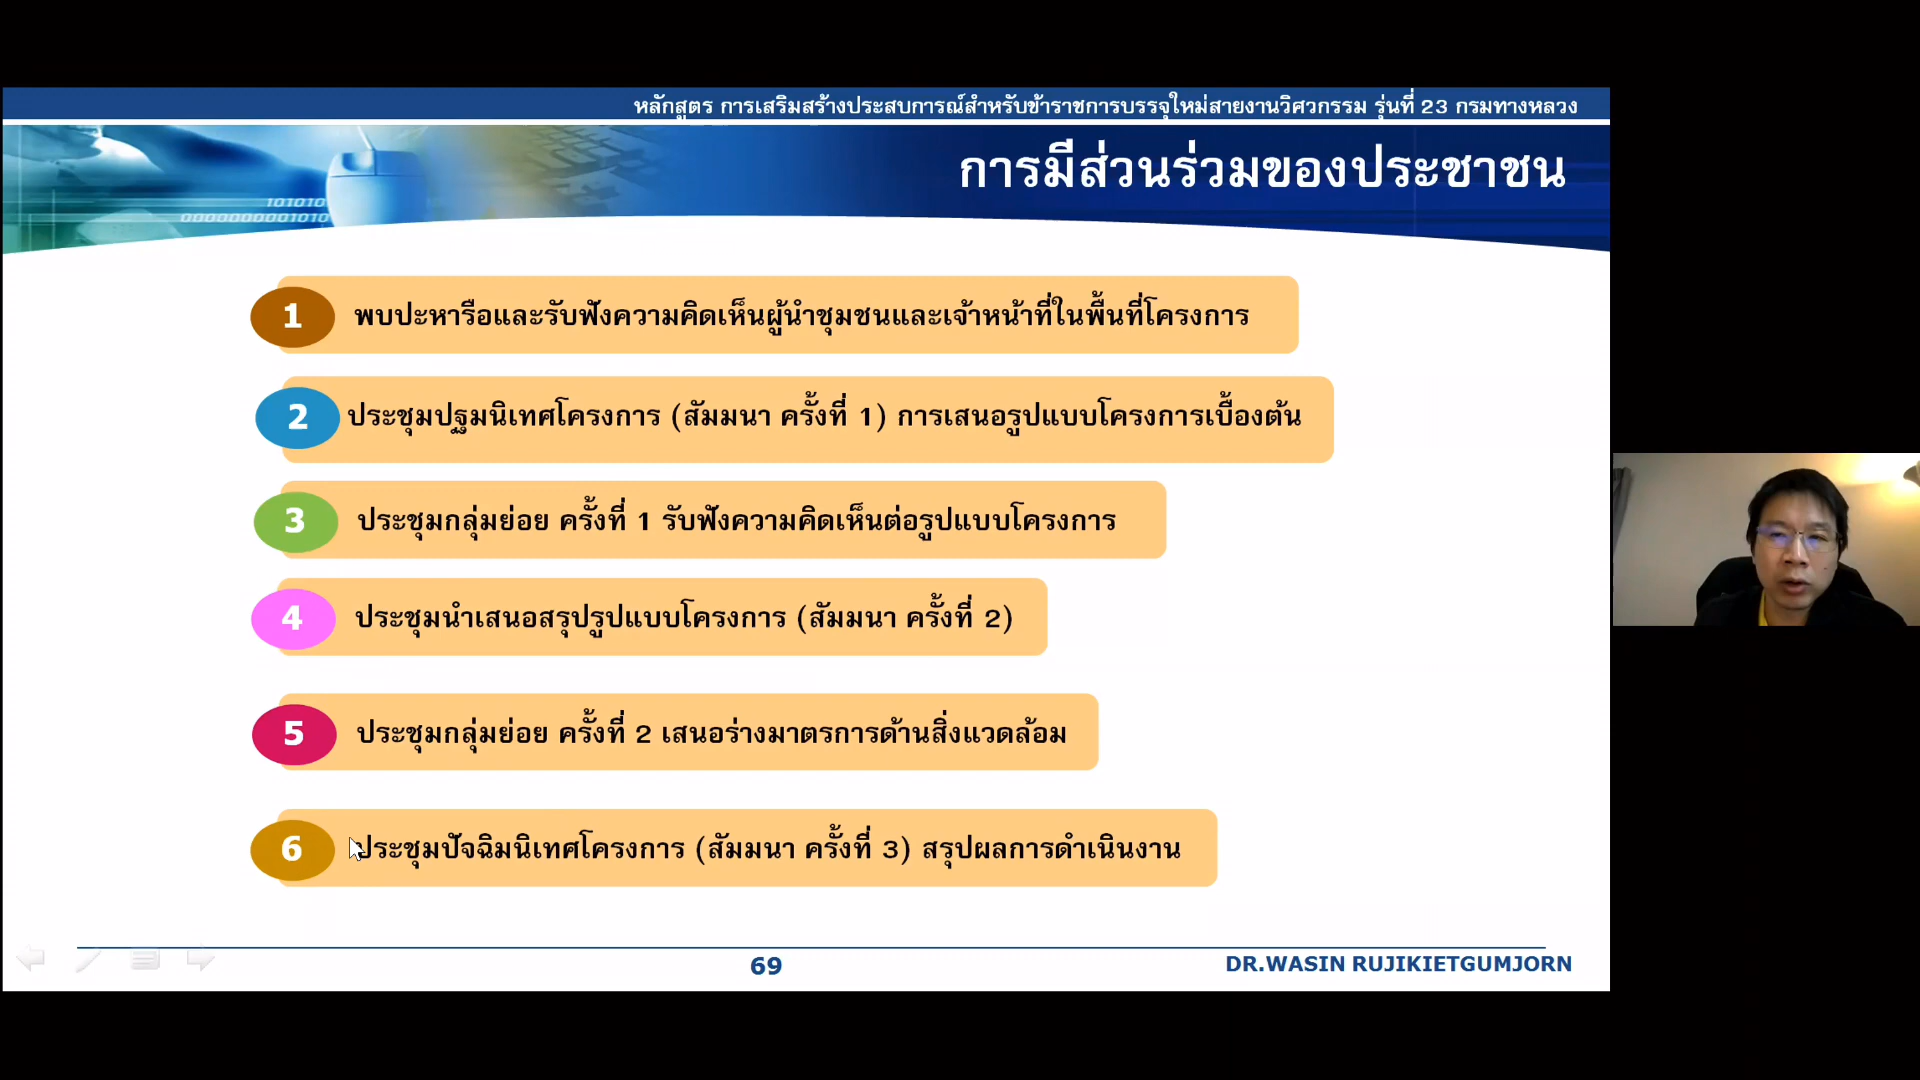 หลักสูตร การเสริมสร้างประสบการณ์สำหรับข้าราชการบรรจุใหม่สายงานวิศวกรรม รุ่นที่ 23 กรมทางหลวง
การมีส่วนร่วมของประชาชน
101010
00000000001010
1 พบปะหารือและรับฟังความคิดเห็นผู้นำชุมชนและเจ้าหน้าที่ในพื้นที่โครงการ
2 ประชุมปฐมนิเทศโครงการ (สัมมนา ครั้งที่ 1) การเสนอรูปแบบโครงการเบื้องต้น
3 ประชุมกลุ่มย่อย ครั้งที่ 1 รับฟังความคิดเห็นต่อรูปแบบโครงการ
4 ประชุมนำเสนอสรุปรูปแบบโครงการ (สัมมนา ครั้งที่ 2)
5 ประชุมกลุ่มย่อย ครั้งที่ 2 เสนอร่างมาตรการด้านสิ่งแวดล้อม
6 ประชุมปัจฉิมนิเทศโครงการ (สัมมนา ครั้งที่ 3) สรุปผลการดำเนินงาน
69
DR.WASIN RUJIKIETGUMJORN